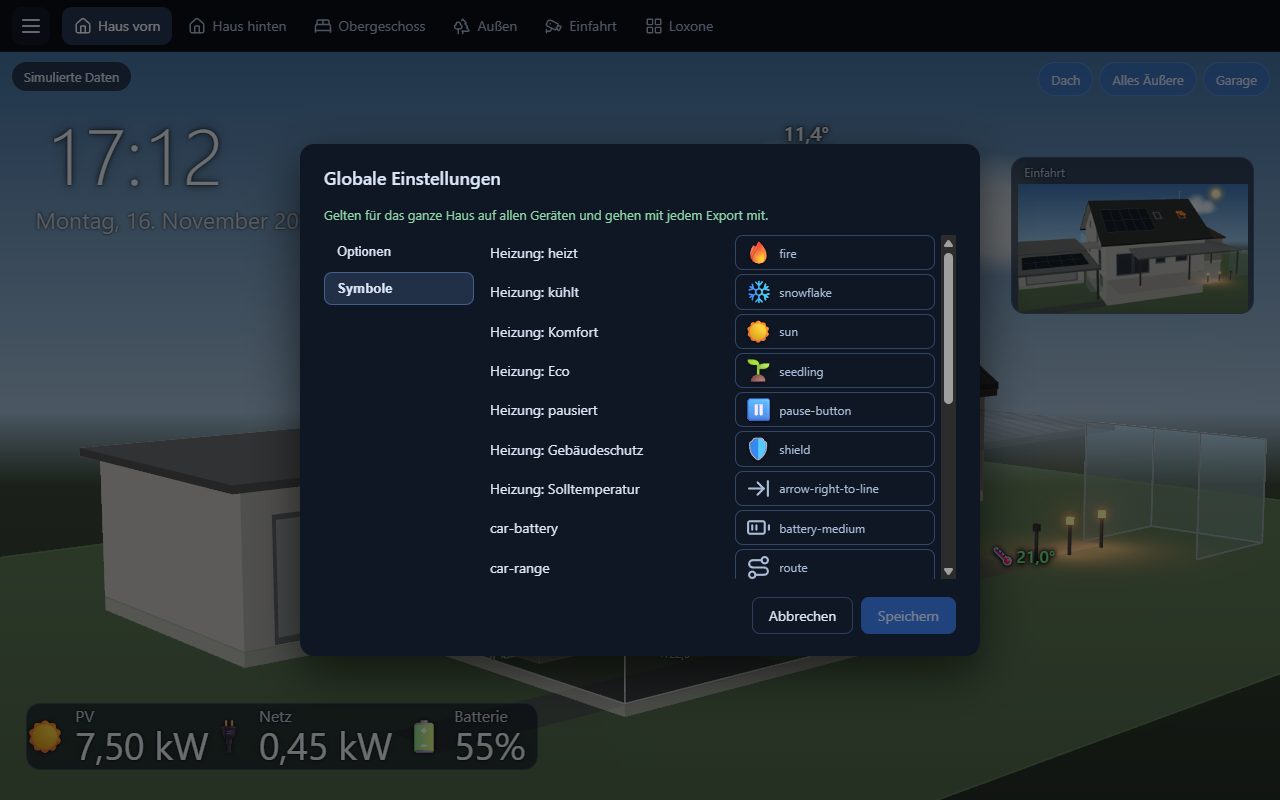 Haus vorn
Haus hinten
Obergeschoss
Außen
Einfahrt
Loxone
Simulierte Daten
Dach
Alles Äußere
Garage
17:12
11,4°
Montag, 16. November 20
Einfahrt
Globale Einstellungen
Gelten für das ganze Haus auf allen Geräten und gehen mit jedem Export mit.
Optionen
Symbole
Heizung: heizt
fire
Heizung: kühlt
snowflake
Heizung: Komfort
sun
Heizung: Eco
seedling
Heizung: pausiert
pause-button
Heizung: Gebäudeschutz
shield
Heizung: Solltemperatur
arrow-right-to-line
car-battery
battery-medium
car-range
route
21,0°
Abbrechen
Speichern
PV
7,50 kW
Netz
0,45 kW
Batterie
55%